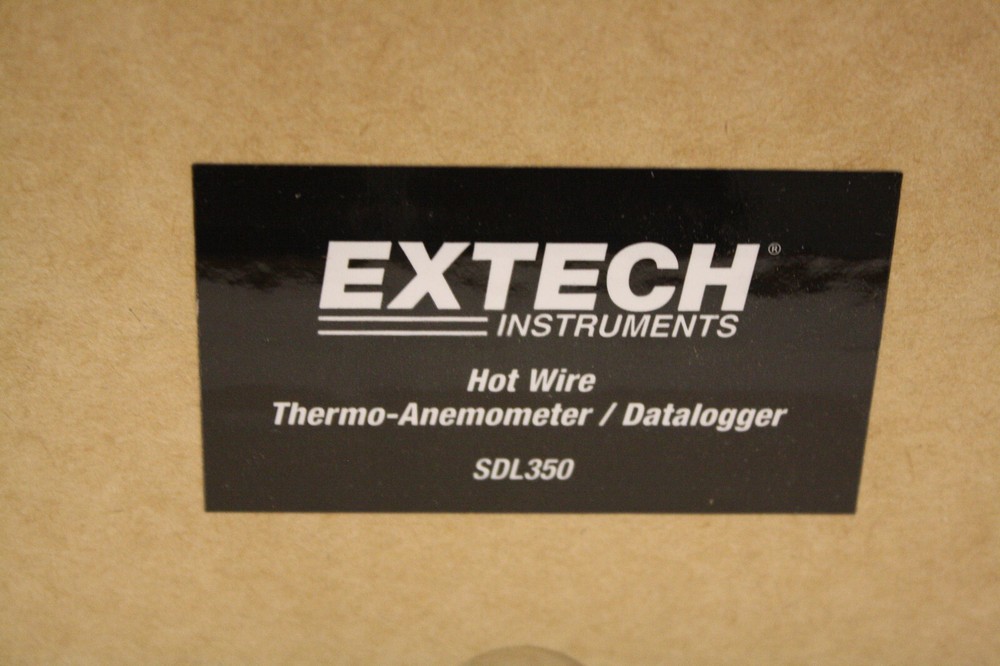 EXTECH®
INSTRUMENTS
Hot Wire
Thermo-Anemometer / Datalogger
SDL350